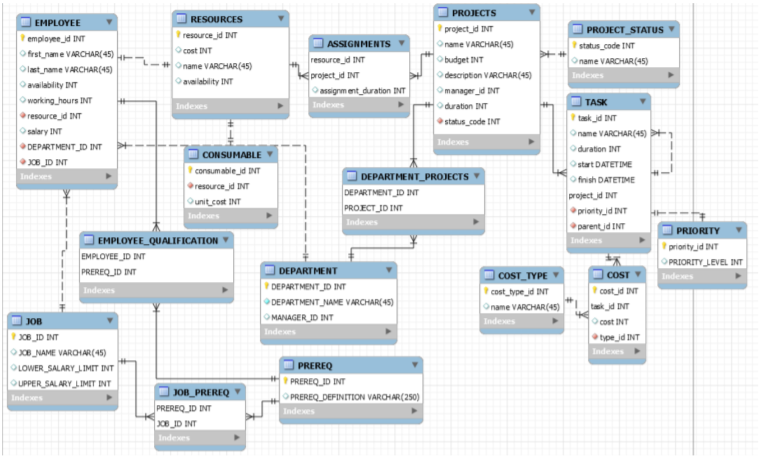 EMPLOYEE
employee_id INT
first_name VARCHAR(45)
last_name VARCHAR(45)
availability INT
working_hours INT
resource_id INT
salary INT
DEPARTMENT_ID INT
JOB_ID INT
Indexes
RESOURCES
resource_id INT
cost INT
name VARCHAR(45)
availability INT
Indexes
ASSIGNMENTS
resource_id INT
project_id INT
assignment_duration INT
Indexes
PROJECTS
project_id INT
name VARCHAR(45)
budget INT
description VARCHAR(45)
manager_id INT
duration INT
status_code INT
Indexes
PROJECT_STATUS
status_code INT
name VARCHAR(45)
Indexes
TASK
task_id INT
name VARCHAR(45)
duration INT
start DATETIME
finish DATETIME
project_id INT
priority_id INT
parent_id INT
Indexes
CONSUMABLE
consumable_id INT
resource_id INT
unit_cost INT
Indexes
DEPARTMENT_PROJECTS
DEPARTMENT_ID INT
PROJECT_ID INT
Indexes
PRIORITY
priority_id INT
PRIORITY_LEVEL INT
Indexes
EMPLOYEE_QUALIFICATION
EMPLOYEE_ID INT
PREREQ_ID INT
Indexes
DEPARTMENT
DEPARTMENT_ID INT
DEPARTMENT_NAME VARCHAR(45)
MANAGER_ID INT
Indexes
COST_TYPE
cost_type_id INT
name VARCHAR(45)
Indexes
COST
cost_id INT
task_id INT
cost INT
type_id INT
Indexes
JOB
JOB_ID INT
JOB_NAME VARCHAR(45)
LOWER_SALARY_LIMIT INT
UPPER_SALARY_LIMIT INT
Indexes
JOB_PREREQ
PREREQ_ID INT
JOB_ID INT
Indexes
PREREQ
PREREQ_ID INT
PREREQ_DEFINITION VARCHAR(250)
Indexes